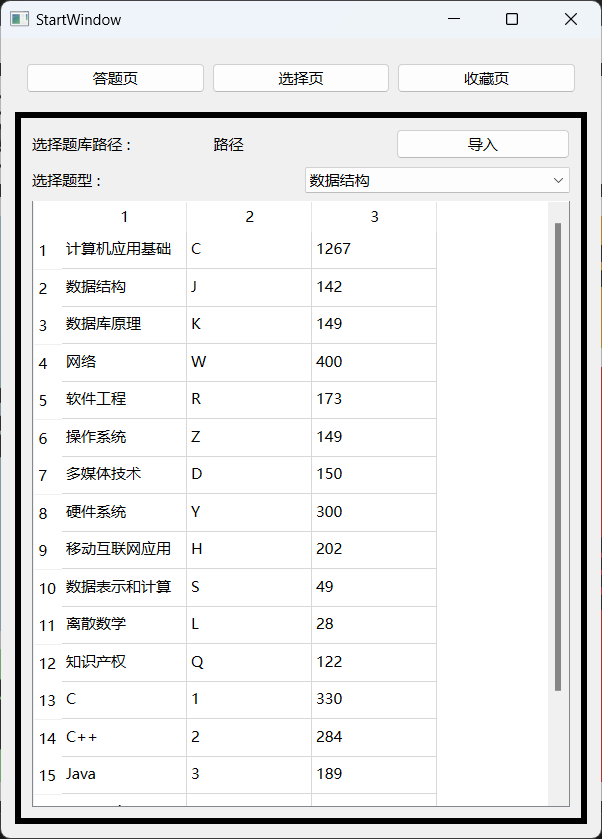 StartWindow
答题页 选择页 收藏页
选择题库路径： 路径 导入
选择题型： 数据结构
1 2 3
1 计算机应用基础 C 1267
2 数据结构 J 142
3 数据库原理 K 149
4 网络 W 400
5 软件工程 R 173
6 操作系统 Z 149
7 多媒体技术 D 150
8 硬件系统 Y 300
9 移动互联网应用 H 202
10 数据表示和计算 S 49
11 离散数学 L 28
12 知识产权 Q 122
13 C 1 330
14 C++ 2 284
15 Java 3 189